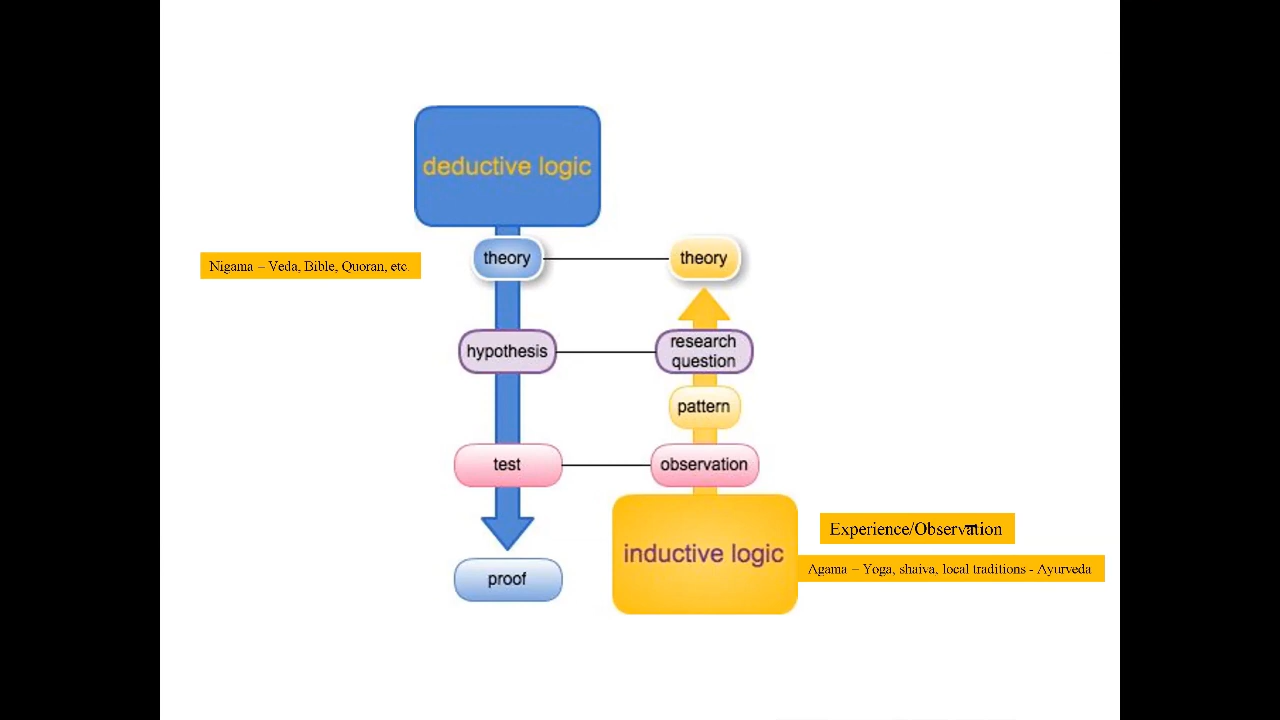 deductive logic
theory
theory
Nigama – Veda, Bible, Quoran, etc.
hypothesis
research
question
pattern
test
observation
Experience/Observation
inductive logic
Agama – Yoga, shaiva, local traditions - Ayurveda
proof